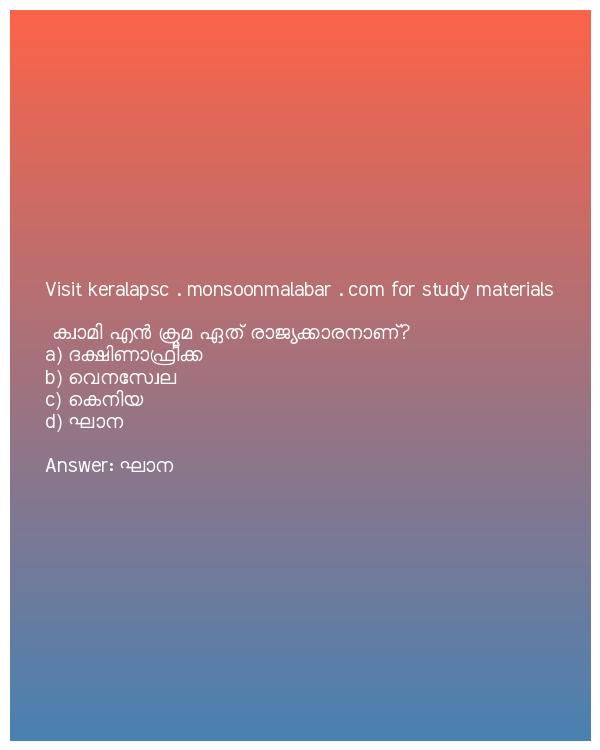 Visit keralapsc . monsoonmalabar . com for study materials
ക്വാമി എൻ ക്രൂമ ഏത് രാജ്യക്കാരനാണ്?
a) ദക്ഷിണാഫ്രിക്ക
b) വെനസ്വേല
c) കെനിയ
d) ഘാന
Answer: ഘാന